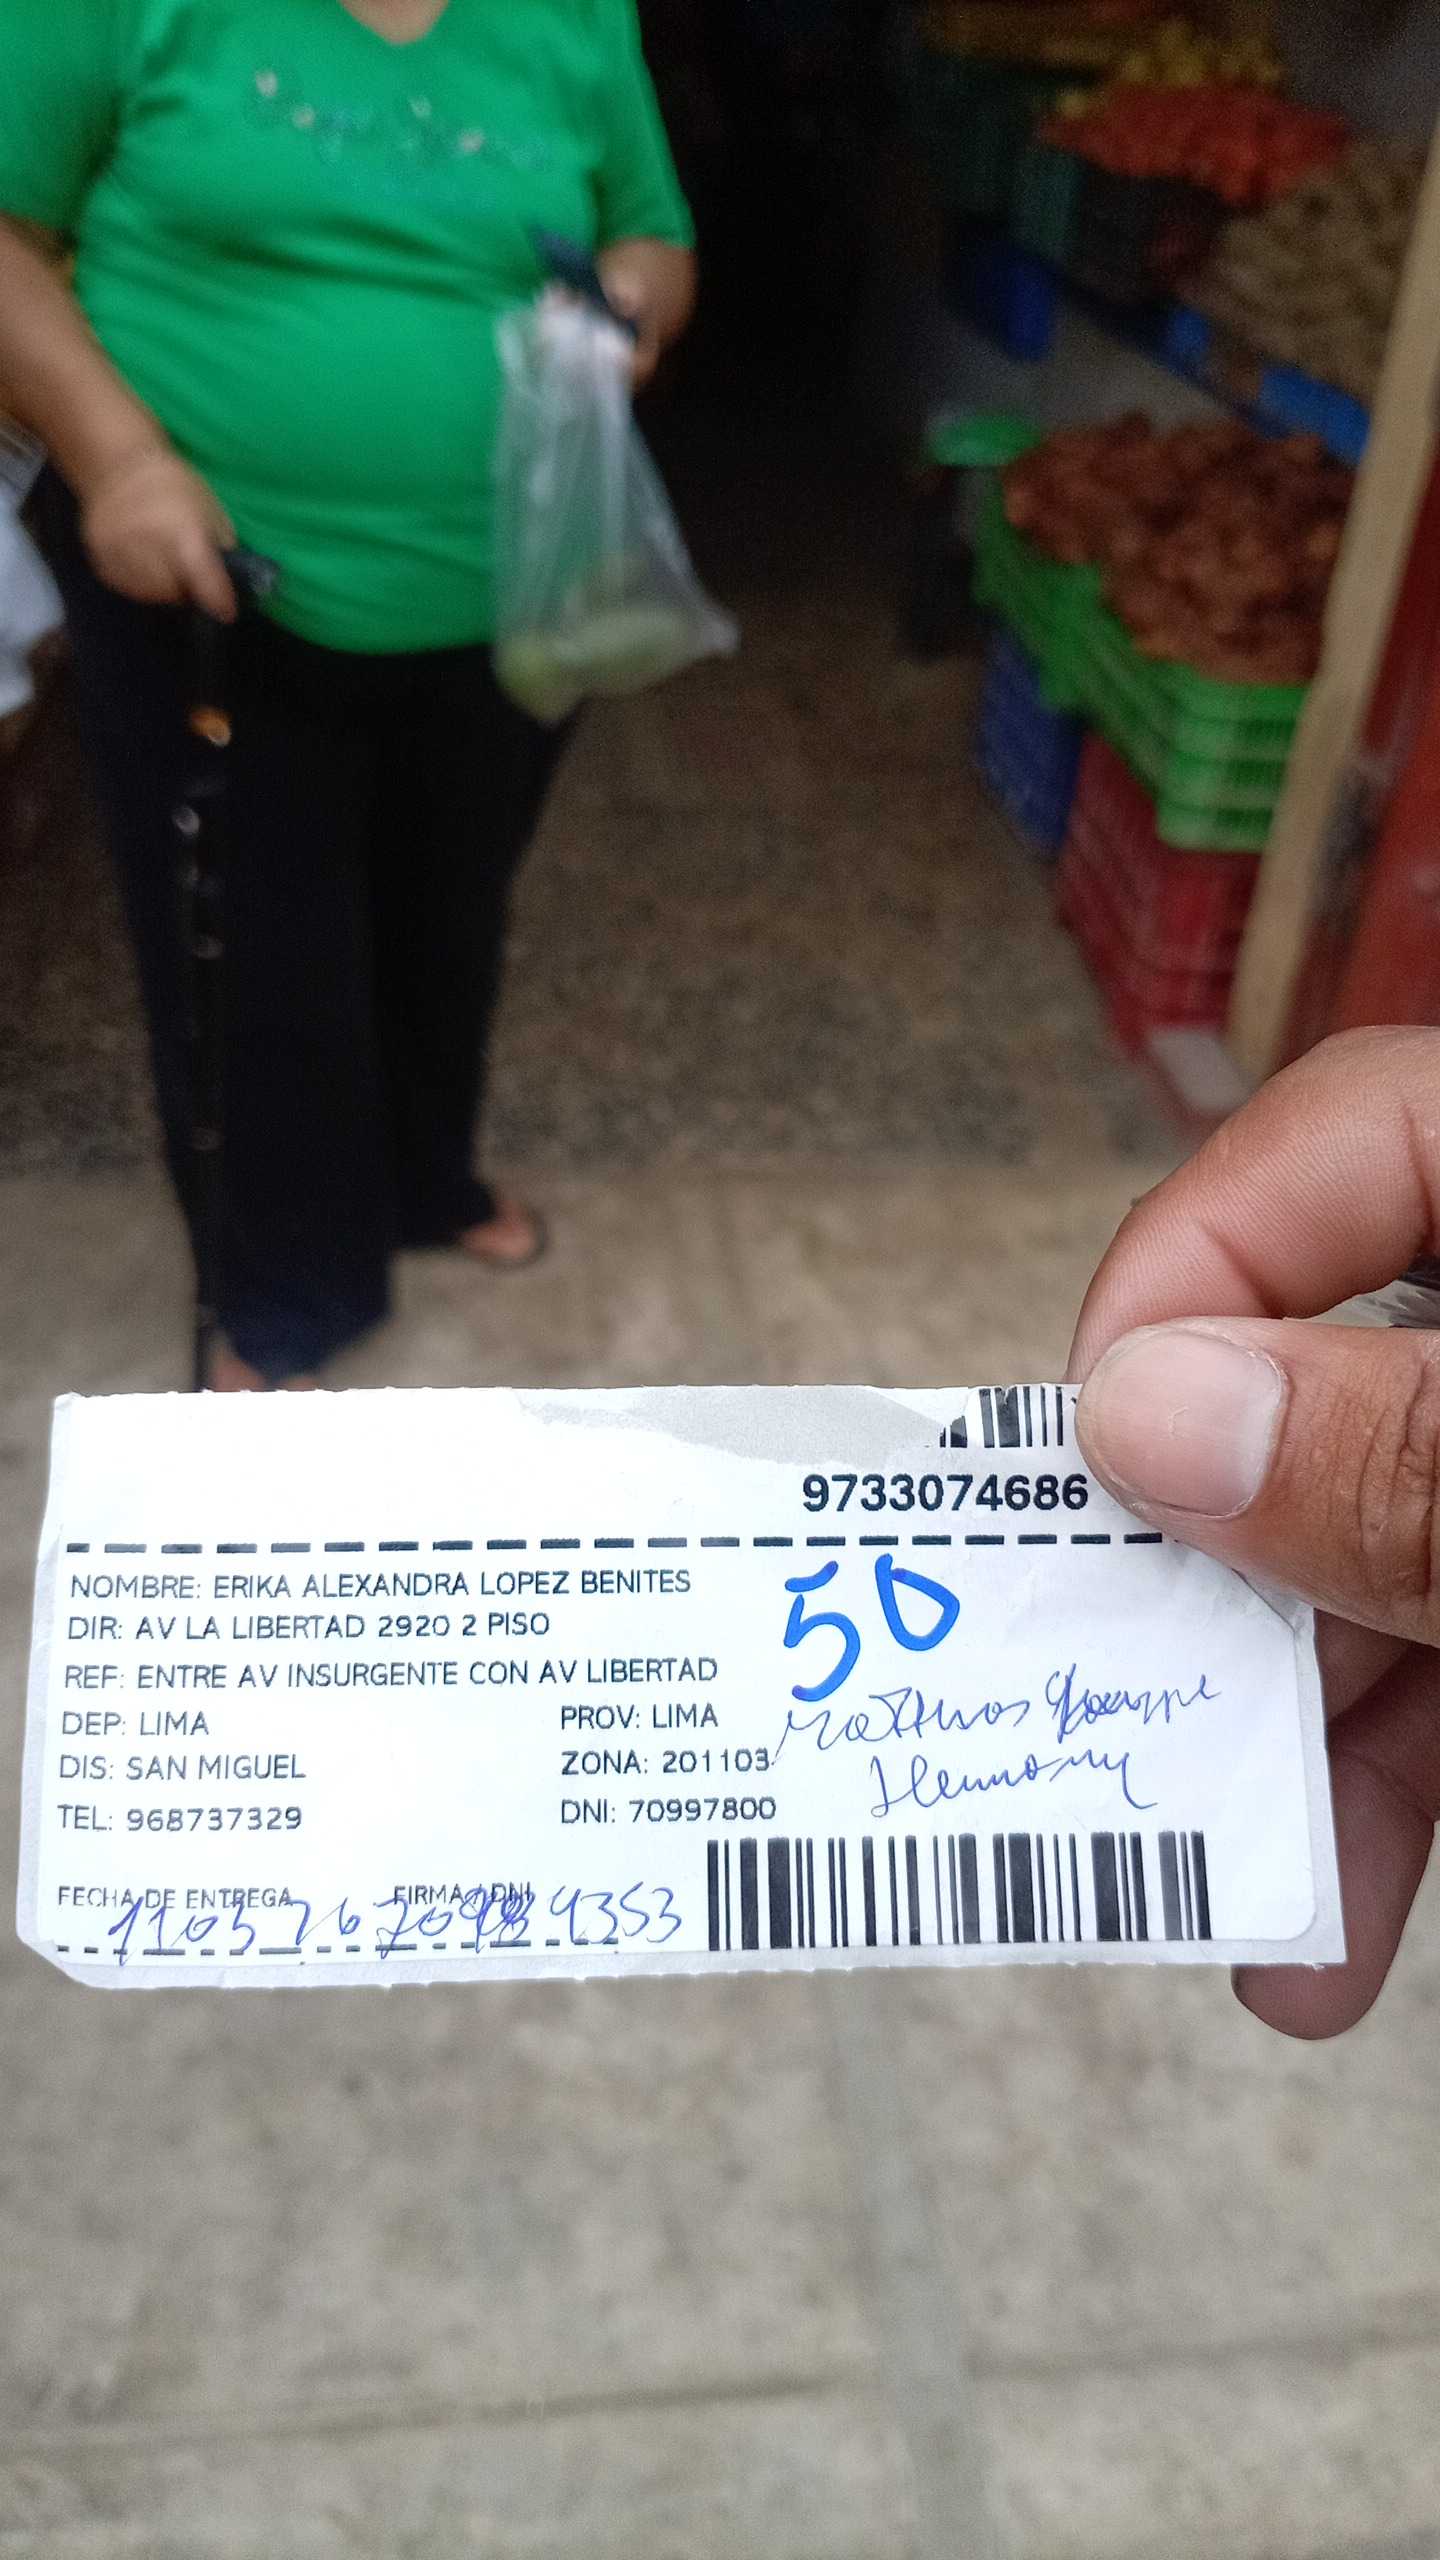 9733074686
NOMBRE: ERIKA ALEXANDRA LOPEZ BENITES
DIR: AV LA LIBERTAD 2920 2 PISO
50
REF: ENTRE AV INSURGENTE CON AV LIBERTAD
DEP: LIMA PROV: LIMA
DIS: SAN MIGUEL ZONA: 201103
TEL: 968737329 DNI: 70997800
FECHA DE ENTREGA FIRMA / DNI